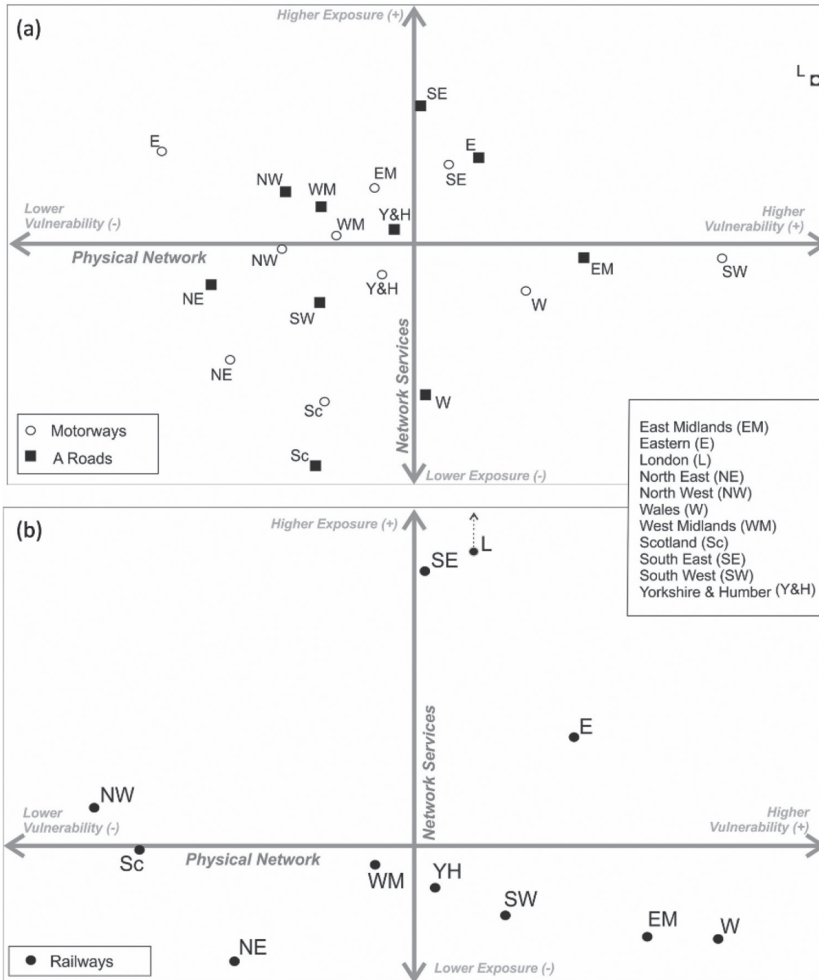 (a)
Higher Exposure (+)
L
SE
E
E
SE
EM
NW
WM
WM
Y&H
Lower
Vulnerability (-)
Higher
Vulnerability (+)
Physical Network
NW
Y&H
EM
SW
NE
SW
W
NE
Network Services
Sc
W
Sc
Motorways
A Roads
Lower Exposure (-)
East Midlands (EM)
Eastern (E)
London (L)
North East (NE)
North West (NW)
Wales (W)
West Midlands (WM)
Scotland (Sc)
South East (SE)
South West (SW)
Yorkshire & Humber (Y&H)
(b)
Higher Exposure (+)
L
SE
Network Services
E
NW
Lower
Vulnerability (-)
Higher
Vulnerability (+)
Sc
Physical Network
WM
YH
SW
EM
W
NE
Railways
Lower Exposure (-)